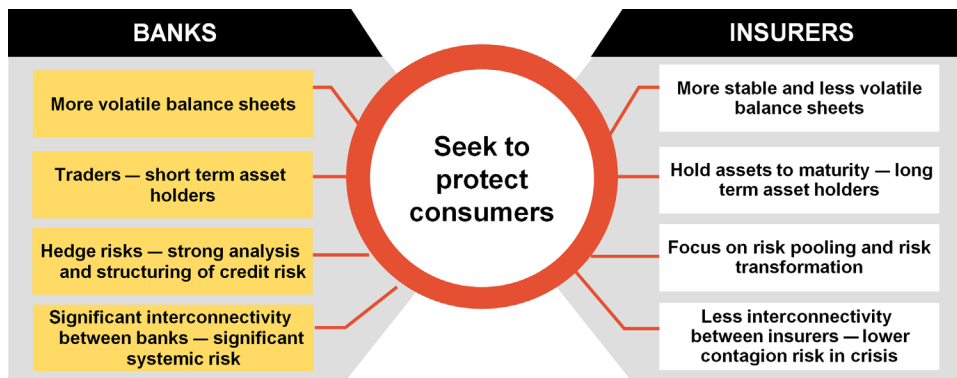 BANKS
More volatile balance sheets
Traders — short term asset
holders
Hedge risks — strong analysis
and structuring of credit risk
Significant interconnectivity
between banks — significant
systemic risk
Seek to
protect
consumers
INSURERS
More stable and less volatile
balance sheets
Hold assets to maturity — long
term asset holders
Focus on risk pooling and risk
transformation
Less interconnectivity
between insurers — lower
contagion risk in crisis